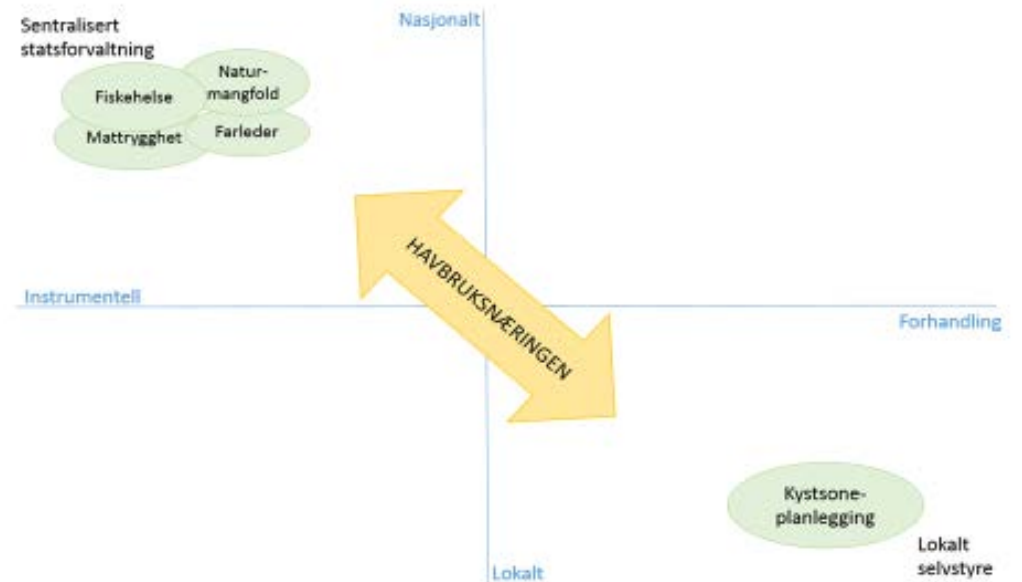 Sentralisert
statsforvaltning
Nasjonalt
Natur-
mangfold
Fiskehelse
Mattrygghet
Farleder
HAVBRUKSNÆRINGEN
Instrumentell
Forhandling
Kystsone-
planlegging
Lokalt
selvstyre
Lokalt